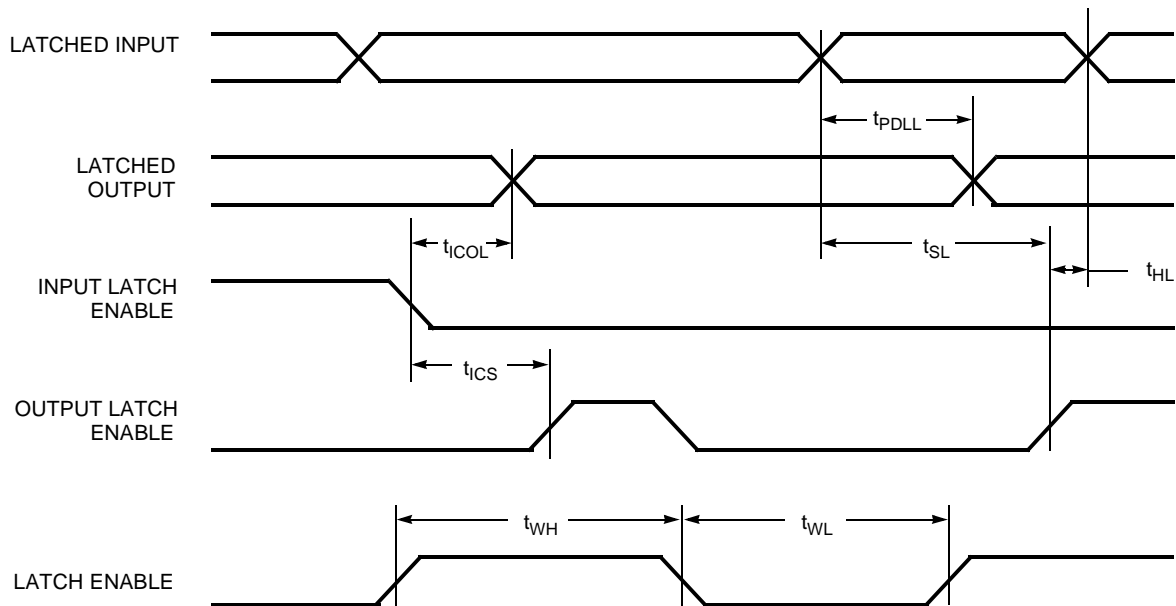 LATCHED INPUT
tPDLL
LATCHED
OUTPUT
tICOL
tSL
tHL
INPUT LATCH
ENABLE
tICS
OUTPUT LATCH
ENABLE
tWH
tWL
LATCH ENABLE